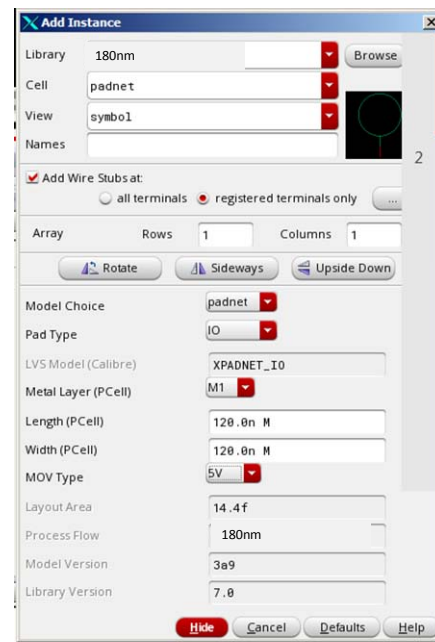 Add Instance
Library 180nm Browse
Cell padnet
View symbol
Names
Add Wire Stubs at:
all terminals registered terminals only ...
Array Rows 1 Columns 1
Rotate Sideways Upside Down
Model Choice padnet
Pad Type IO
LVS Model (Calibre) XPADNET_IO
Metal Layer (PCell) M1
Length (PCell) 120.0n M
Width (PCell) 120.0n M
MOV Type 5V
Layout Area 14.4f
Process Flow 180nm
Model Version 3a9
Library Version 7.0
Hide Cancel Defaults Help
2